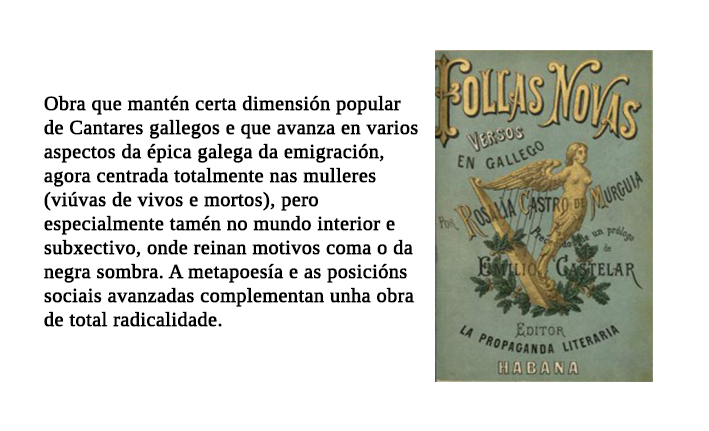 Obra que mantén certa dimensión popular
de Cantares gallegos e que avanza en varios
aspectos da épica galega da emigración,
agora centrada totalmente nas mulleres
(viúvas de vivos e mortos), pero
especialmente tamén no mundo interior e
subxectivo, onde reinan motivos coma o da
negra sombra. A metapoesía e as posicións
sociais avanzadas complementan unha obra
de total radicalidade.
FOLLAS NOVAS
VERSOS
EN GALLEGO
POR ROSALIA CASTRO DE MURGUIA
Precedidos de un prólogo
de
EMILIO CASTELAR
EDITOR
LA PROPAGANDA LITERARIA
HABANA